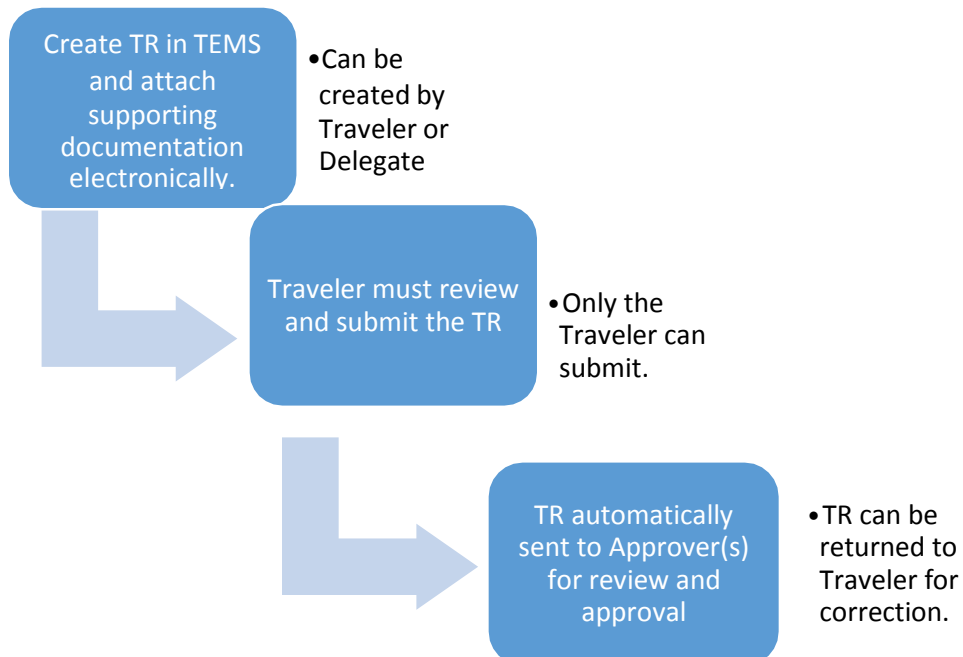 Create TR in TEMS
and attach
supporting
documentation
electronically.
•Can be
created by
Traveler or
Delegate
Traveler must review
and submit the TR
•Only the
Traveler can
submit.
TR automatically
sent to Approver(s)
for review and
approval
•TR can be
returned to
Traveler for
correction.